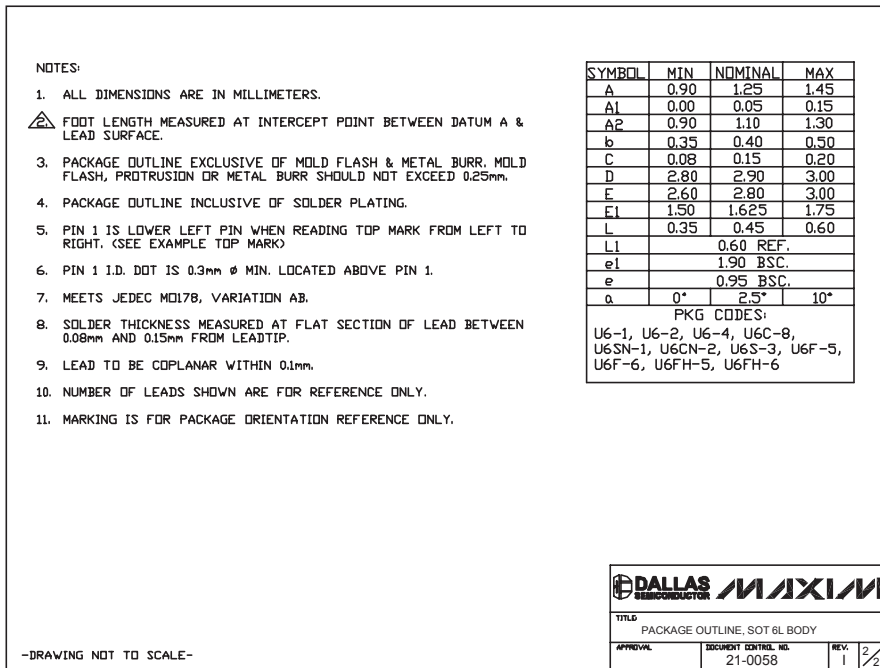 NOTES:
1. ALL DIMENSIONS ARE IN MILLIMETERS.
2. FOOT LENGTH MEASURED AT INTERCEPT POINT BETWEEN DATUM A &
LEAD SURFACE.
3. PACKAGE OUTLINE EXCLUSIVE OF MOLD FLASH & METAL BURR. MOLD
FLASH, PROTRUSION OR METAL BURR SHOULD NOT EXCEED 0.25mm.
4. PACKAGE OUTLINE INCLUSIVE OF SOLDER PLATING.
5. PIN 1 IS LOWER LEFT PIN WHEN READING TOP MARK FROM LEFT TO
RIGHT. (SEE EXAMPLE TOP MARK)
6. PIN 1 I.D. DOT IS 0.3mm ø MIN. LOCATED ABOVE PIN 1.
7. MEETS JEDEC MO178, VARIATION AB.
8. SOLDER THICKNESS MEASURED AT FLAT SECTION OF LEAD BETWEEN
0.08mm AND 0.15mm FROM LEADTIP.
9. LEAD TO BE COPLANAR WITHIN 0.1mm.
10. NUMBER OF LEADS SHOWN ARE FOR REFERENCE ONLY.
11. MARKING IS FOR PACKAGE ORIENTATION REFERENCE ONLY.
SYMBOL MIN NOMINAL MAX
A 0.90 1.25 1.45
A1 0.00 0.05 0.15
A2 0.90 1.10 1.30
b 0.35 0.40 0.50
C 0.08 0.15 0.20
D 2.80 2.90 3.00
E 2.60 2.80 3.00
E1 1.50 1.625 1.75
L 0.35 0.45 0.60
L1 0.60 REF.
e1 1.90 BSC.
e 0.95 BSC.
α 0° 2.5° 10°
PKG CODES:
U6-1, U6-2, U6-4, U6C-8,
U6SN-1, U6CN-2, U6S-3, U6F-5,
U6F-6, U6FH-5, U6FH-6
-DRAWING NOT TO SCALE-
DALLAS SEMICONDUCTOR MAXIM
TITLE:
PACKAGE OUTLINE, SOT 6L BODY
APPROVAL DOCUMENT CONTROL NO. REV.
21-0058 I 2/2